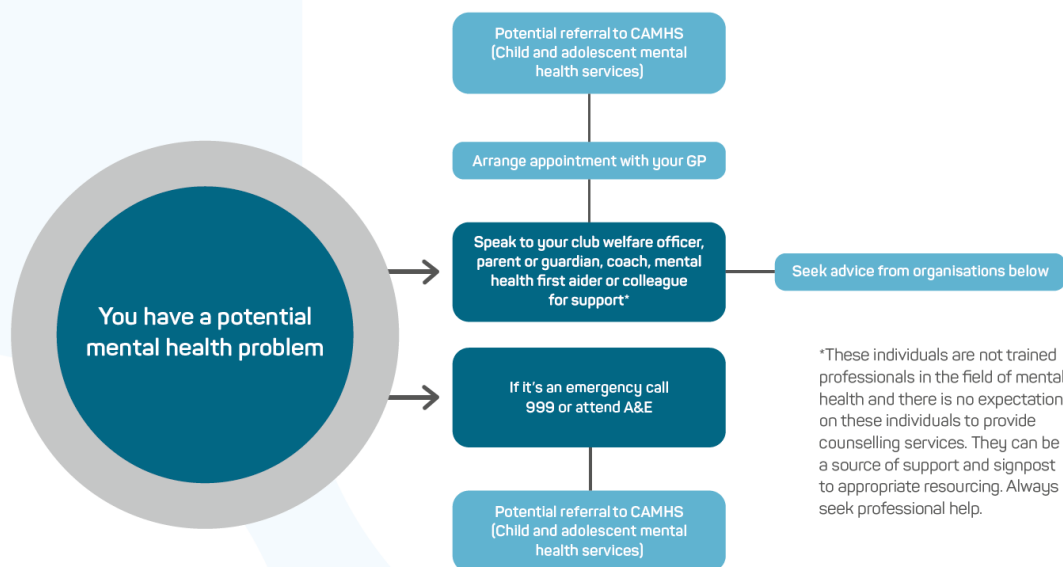 Potential referral to CAMHS
(Child and adolescent mental
health services)
Arrange appointment with your GP
You have a potential
mental health problem
Speak to your club welfare officer,
parent or guardian, coach, mental
health first aider or colleague
for support*
Seek advice from organisations below
If it's an emergency call
999 or attend A&E
*These individuals are not trained
professionals in the field of mental
health and there is no expectation
on these individuals to provide
counselling services. They can be
a source of support and signpost
to appropriate resourcing. Always
seek professional help.
Potential referral to CAMHS
(Child and adolescent mental
health services)